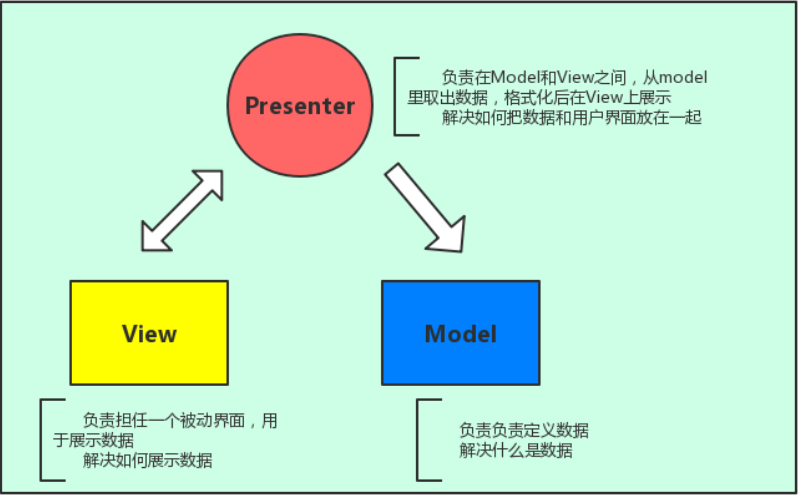 Presenter
负责在Model和View之间，从model
里取出数据，格式化后在View上展示
解决如何把数据和用户界面放在一起
View
Model
负责担任一个被动界面，用
于展示数据
解决如何展示数据
负责负责定义数据
解决什么是数据